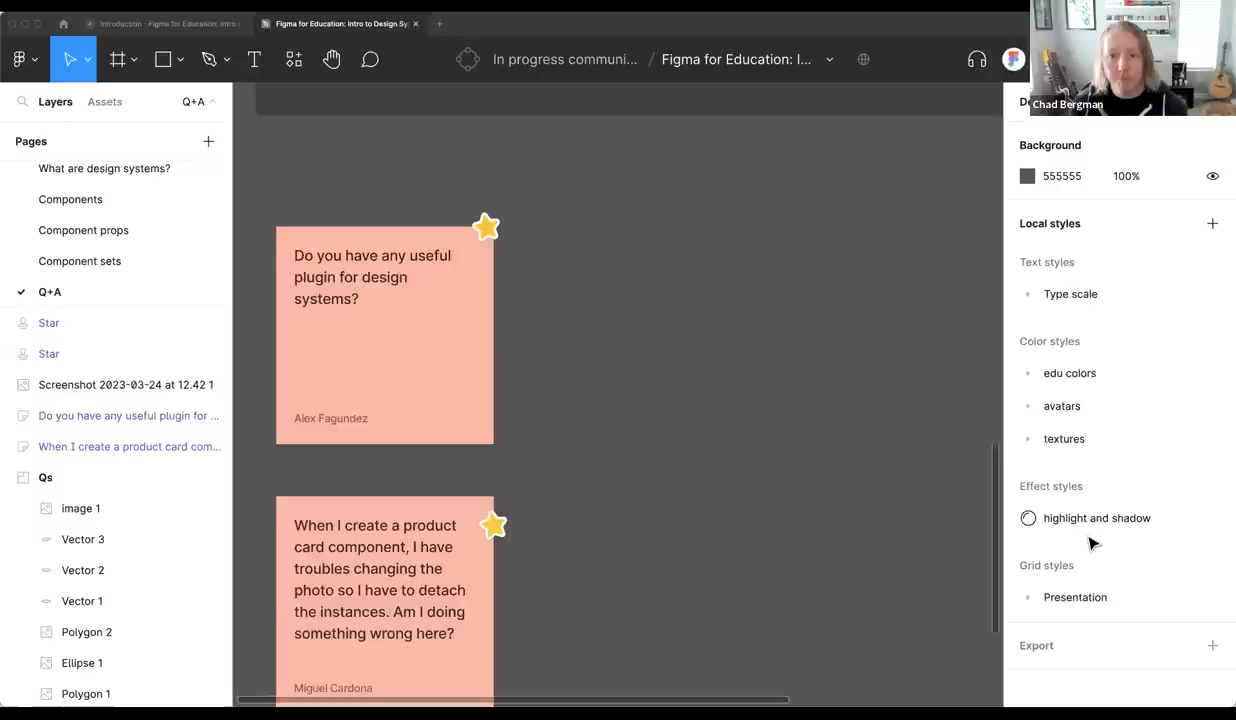 Introduction - Figma for Education: Intro
Figma for Education: Intro to Design Sy
In progress communi... / Figma for Education: I...
Chad Bergman
Layers Assets Q+A
Pages
What are design systems?
Components
Component props
Component sets
Q+A
Star
Star
Screenshot 2023-03-24 at 12.42 1
Do you have any useful plugin for ...
When I create a product card com...
Qs
image 1
Vector 3
Vector 2
Vector 1
Polygon 2
Ellipse 1
Polygon 1
Do you have any useful
plugin for design
systems?
Alex Fagundez
When I create a product
card component, I have
troubles changing the
photo so I have to detach
the instances. Am I doing
something wrong here?
Miguel Cardona
Background
555555 100%
Local styles
Text styles
Type scale
Color styles
edu colors
avatars
textures
Effect styles
highlight and shadow
Grid styles
Presentation
Export